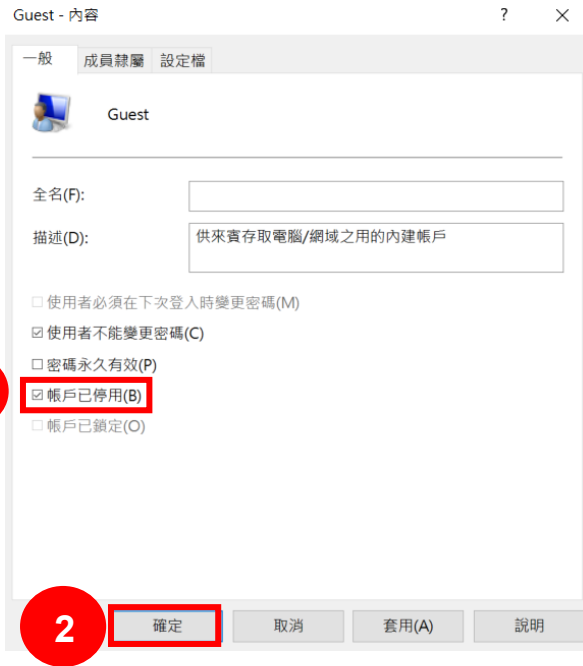 Guest - 內容
?
一般 成員隸屬 設定檔
Guest
全名(F):
描述(D): 供來賓存取電腦/網域之用的內建帳戶
使用者必須在下次登入時變更密碼(M)
使用者不能變更密碼(C)
密碼永久有效(P)
帳戶已停用(B)
帳戶已鎖定(O)
2 確定 取消 套用(A) 說明